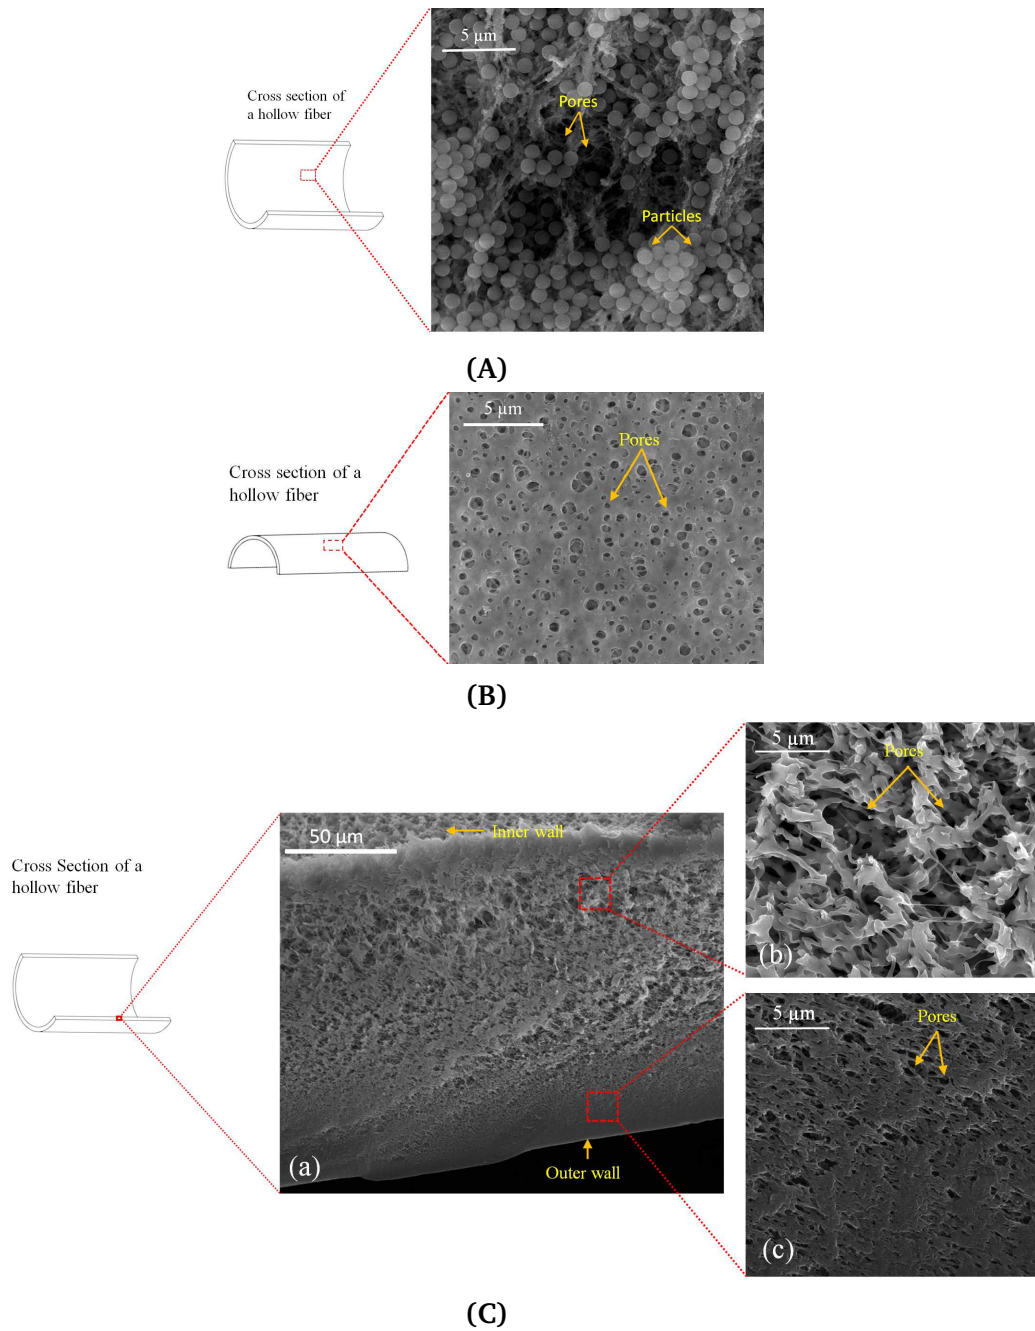 5 µm
Cross section of
a hollow fiber
Pores
Particles
(A)
5 µm
Pores
Cross section of a
hollow fiber
(B)
5 µm
Pores
(b)
50 µm
Inner wall
Cross Section of a
hollow fiber
5 µm
Pores
(a)
Outer wall
(c)
(C)